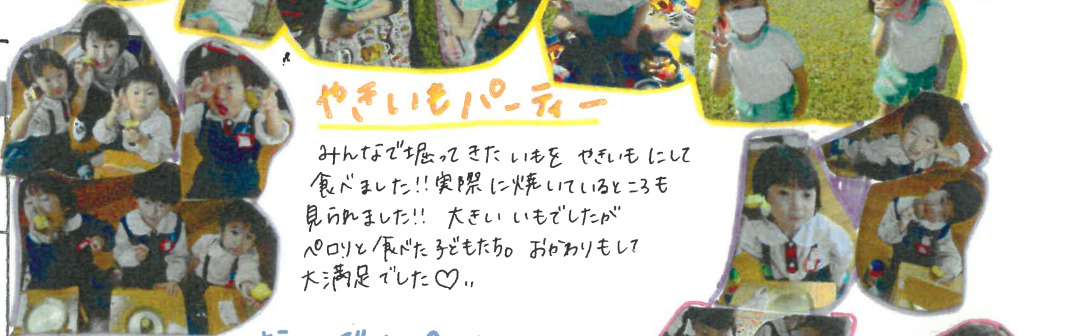 やきいもパーティー
みんなで掘ってきたいもを やきいもにして
食べました!!実際に焼いているところも
見られました!! 大きいいもでしたが
ペロリと食べた子どもたち。おかわりもして
大満足でした♡..